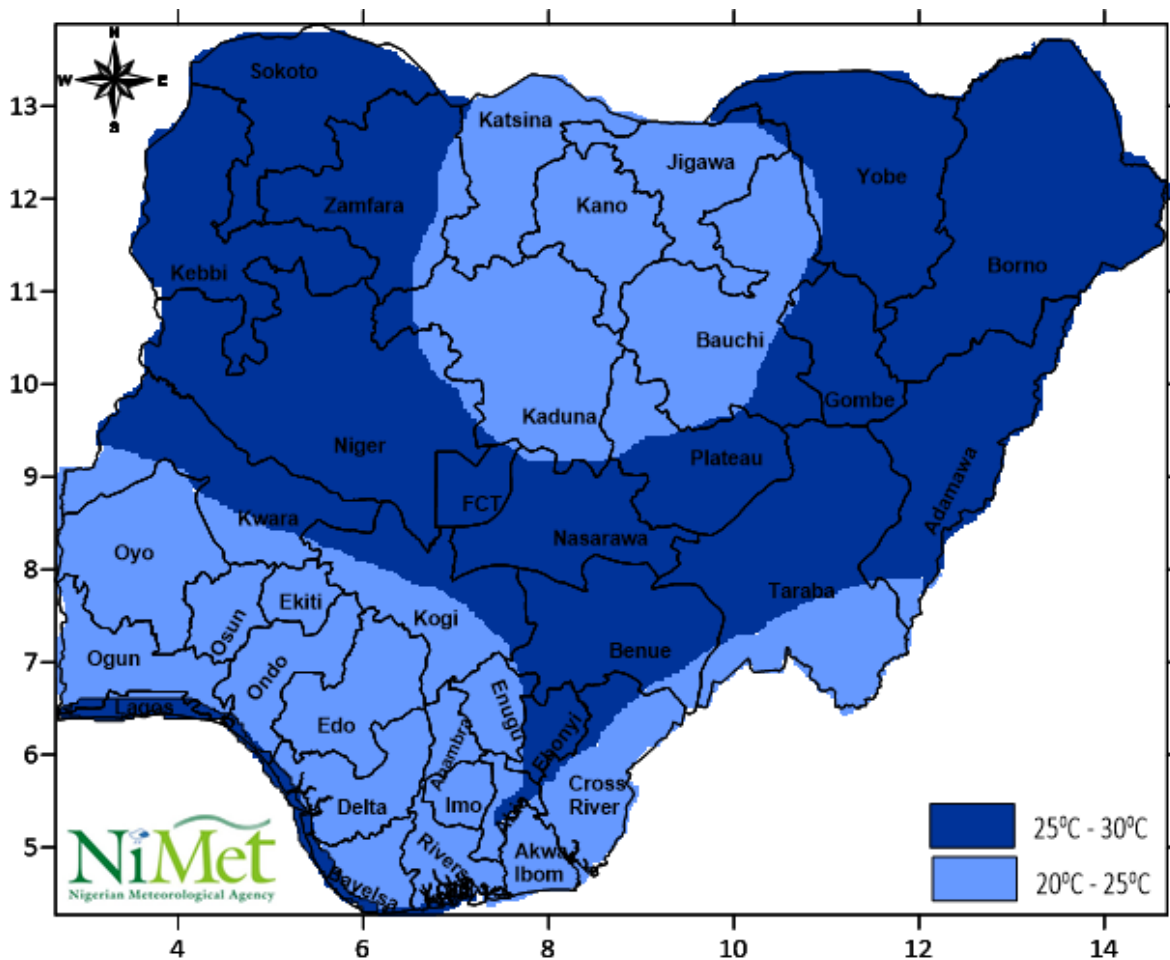 N
W E
S
Sokoto
Katsina
Jigawa
Yobe
Zamfara
Kano
Borno
Kebbi
Bauchi
Kaduna
Gombe
Niger
Plateau
FCT
Adamawa
Kwara
Nasarawa
Oyo
Taraba
Ekiti
Kogi
Osun
Benue
Ogun
Ondo
Enugu
Lagos
Edo
Ebonyi
Anambra
Cross
River
Delta
Imo
Abia
Rivers
Akwa
Ibom
Bayelsa
13
12
11
10
9
8
7
6
5
4 6 8 10 12 14
NiMet
Nigerian Meteorological Agency
25⁰C - 30⁰C
20⁰C - 25⁰C